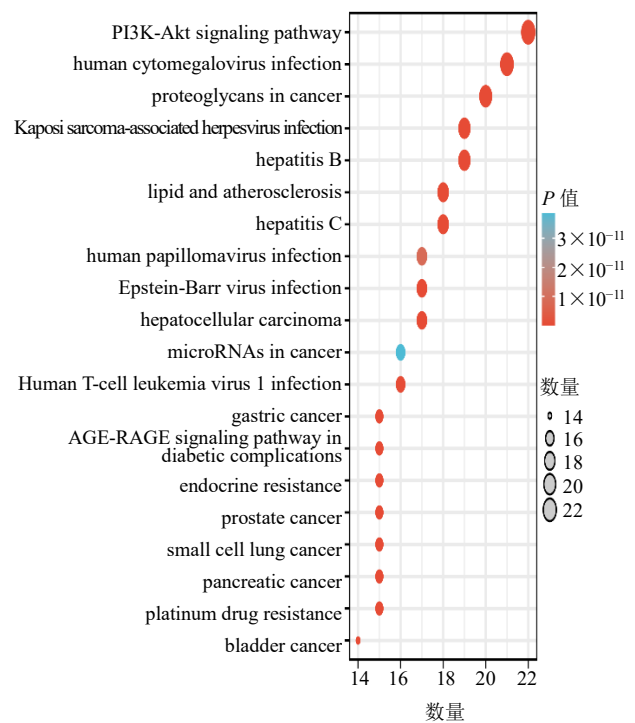 PI3K-Akt signaling pathway
human cytomegalovirus infection
proteoglycans in cancer
Kaposi sarcoma-associated herpesvirus infection
hepatitis B
lipid and atherosclerosis
hepatitis C
human papillomavirus infection
Epstein-Barr virus infection
hepatocellular carcinoma
microRNAs in cancer
Human T-cell leukemia virus 1 infection
gastric cancer
AGE-RAGE signaling pathway in
diabetic complications
endocrine resistance
prostate cancer
small cell lung cancer
pancreatic cancer
platinum drug resistance
bladder cancer
14 16 18 20 22
数量
P 值
3×10⁻¹¹
2×10⁻¹¹
1×10⁻¹¹
数量
14
16
18
20
22